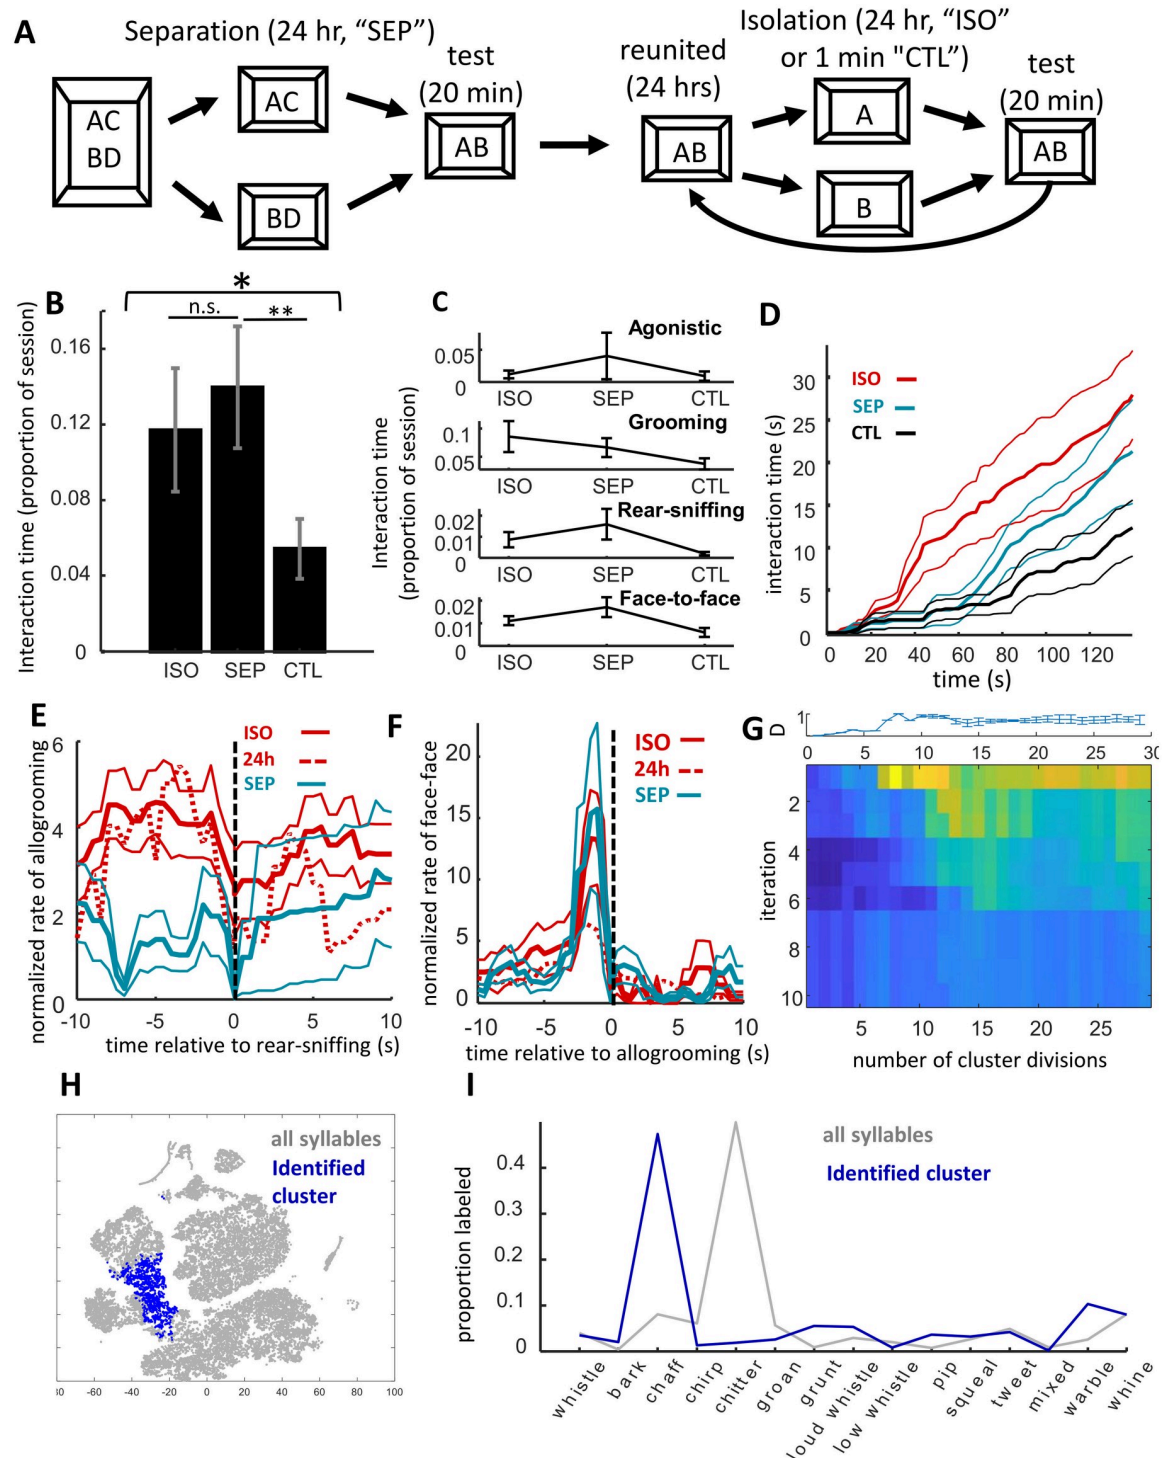 A
Separation (24 hr, “SEP”)
AC
BD
AC
BD
test
(20 min)
AB
reunited
(24 hrs)
AB
Isolation (24 hr, “ISO”
or 1 min "CTL”)
A
B
test
(20 min)
AB
B
Interaction time (proportion of session)
0.16
0.12
0.08
0.04
0
*
n.s.
**
ISO SEP CTL
C
Interaction time
(proportion of session)
Agonistic
0.05
0
ISO SEP CTL
Grooming
0.1
0.05
ISO SEP CTL
Rear-sniffing
0.02
0.01
0
ISO SEP CTL
Face-to-face
0.02
0.01
0
ISO SEP CTL
D
interaction time (s)
30
25
20
15
10
5
0
ISO
SEP
CTL
0 20 40 60 80 100 120
time (s)
E
normalized rate of allogrooming
6
4
2
0
ISO
24h
SEP
-10 -5 0 5 10
time relative to rear-sniffing (s)
F
normalized rate of face-face
20
15
10
5
0
ISO
24h
SEP
-10 -5 0 5 10
time relative to allogrooming (s)
G
D
1
0 5 10 15 20 25 30
iteration
2
4
6
8
10
5 10 15 20 25
number of cluster divisions
H
all syllables
Identified
cluster
30 -60 -40 -20 0 20 40 60 80 100
I
proportion labeled
0.4
0.3
0.2
0.1
0
all syllables
Identified cluster
whistle
bark
chaff
chirp
chitter
groan
grunt
loud whistle
low whistle
pip
squeal
tweet
mixed
warble
whine